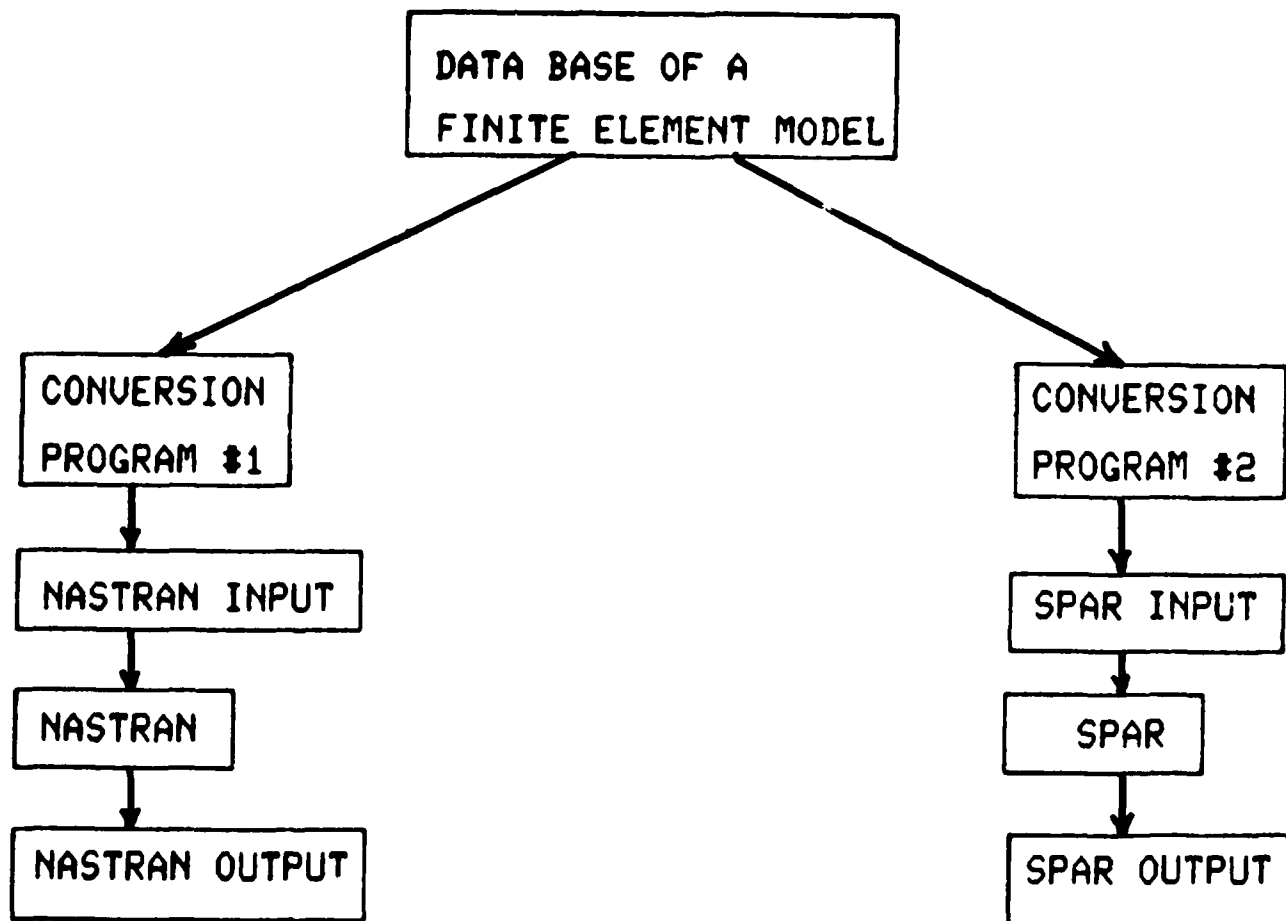 DATA BASE OF A
FINITE ELEMENT MODEL
CONVERSION
PROGRAM #1
NASTRAN INPUT
NASTRAN
NASTRAN OUTPUT
CONVERSION
PROGRAM #2
SPAR INPUT
SPAR
SPAR OUTPUT